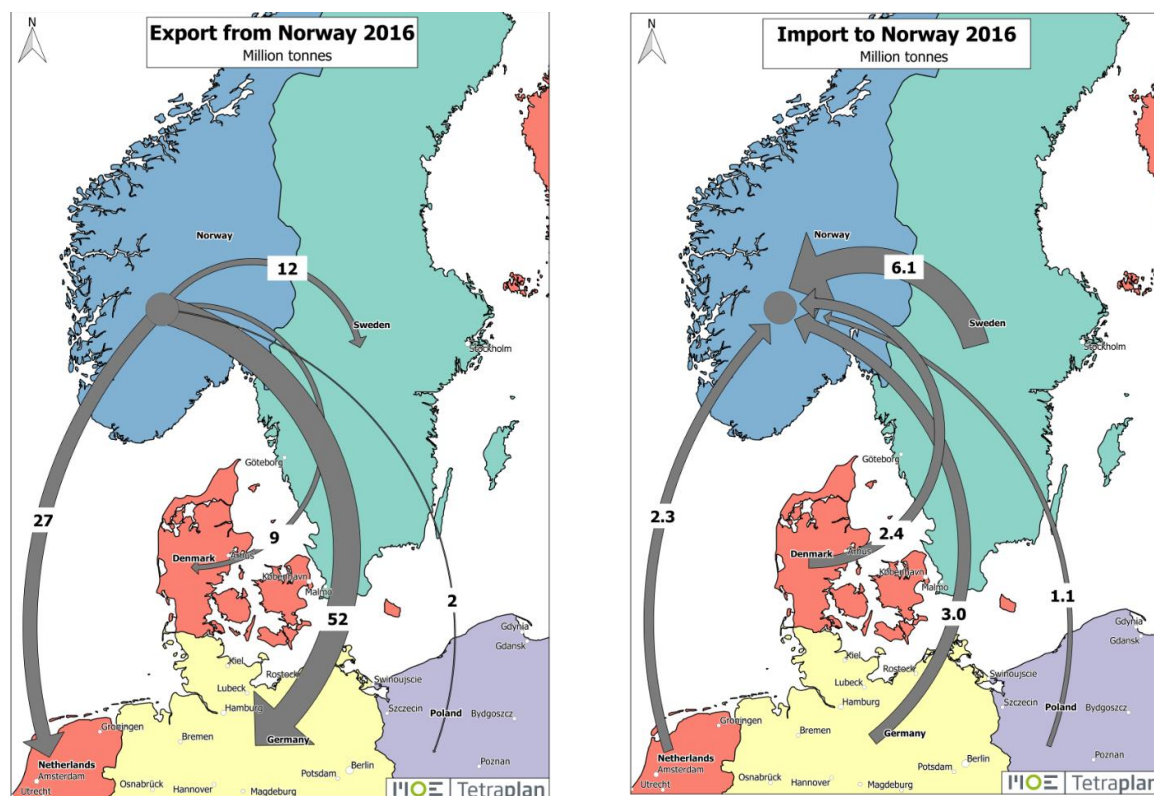 N
Export from Norway 2016
Million tonnes
Norway
12
Sweden
Stockholm
Göteborg
27
9
Denmark
Århus
København
Malmö
52
2
Gdynia
Gdansk
Kiel
Rostock
Lubeck
Swinoujscie
Hamburg
Szczecin
Poland
Bydgoszcz
Groningen
Bremen
Germany
Netherlands
Amsterdam
Berlin
Potsdam
Poznan
Utrecht
Osnabrück
Hannover
Magdeburg
MOE Tetraplan
N
Import to Norway 2016
Million tonnes
Norway
6.1
Sweden
Stockholm
Göteborg
2.3
2.4
Denmark
Århus
København
Malmö
3.0
1.1
Gdynia
Gdansk
Kiel
Rostock
Lubeck
Swinoujscie
Hamburg
Szczecin
Poland
Bydgoszcz
Groningen
Bremen
Germany
Netherlands
Amsterdam
Berlin
Potsdam
Poznan
Utrecht
Osnabrück
Hannover
Magdeburg
MOE Tetraplan